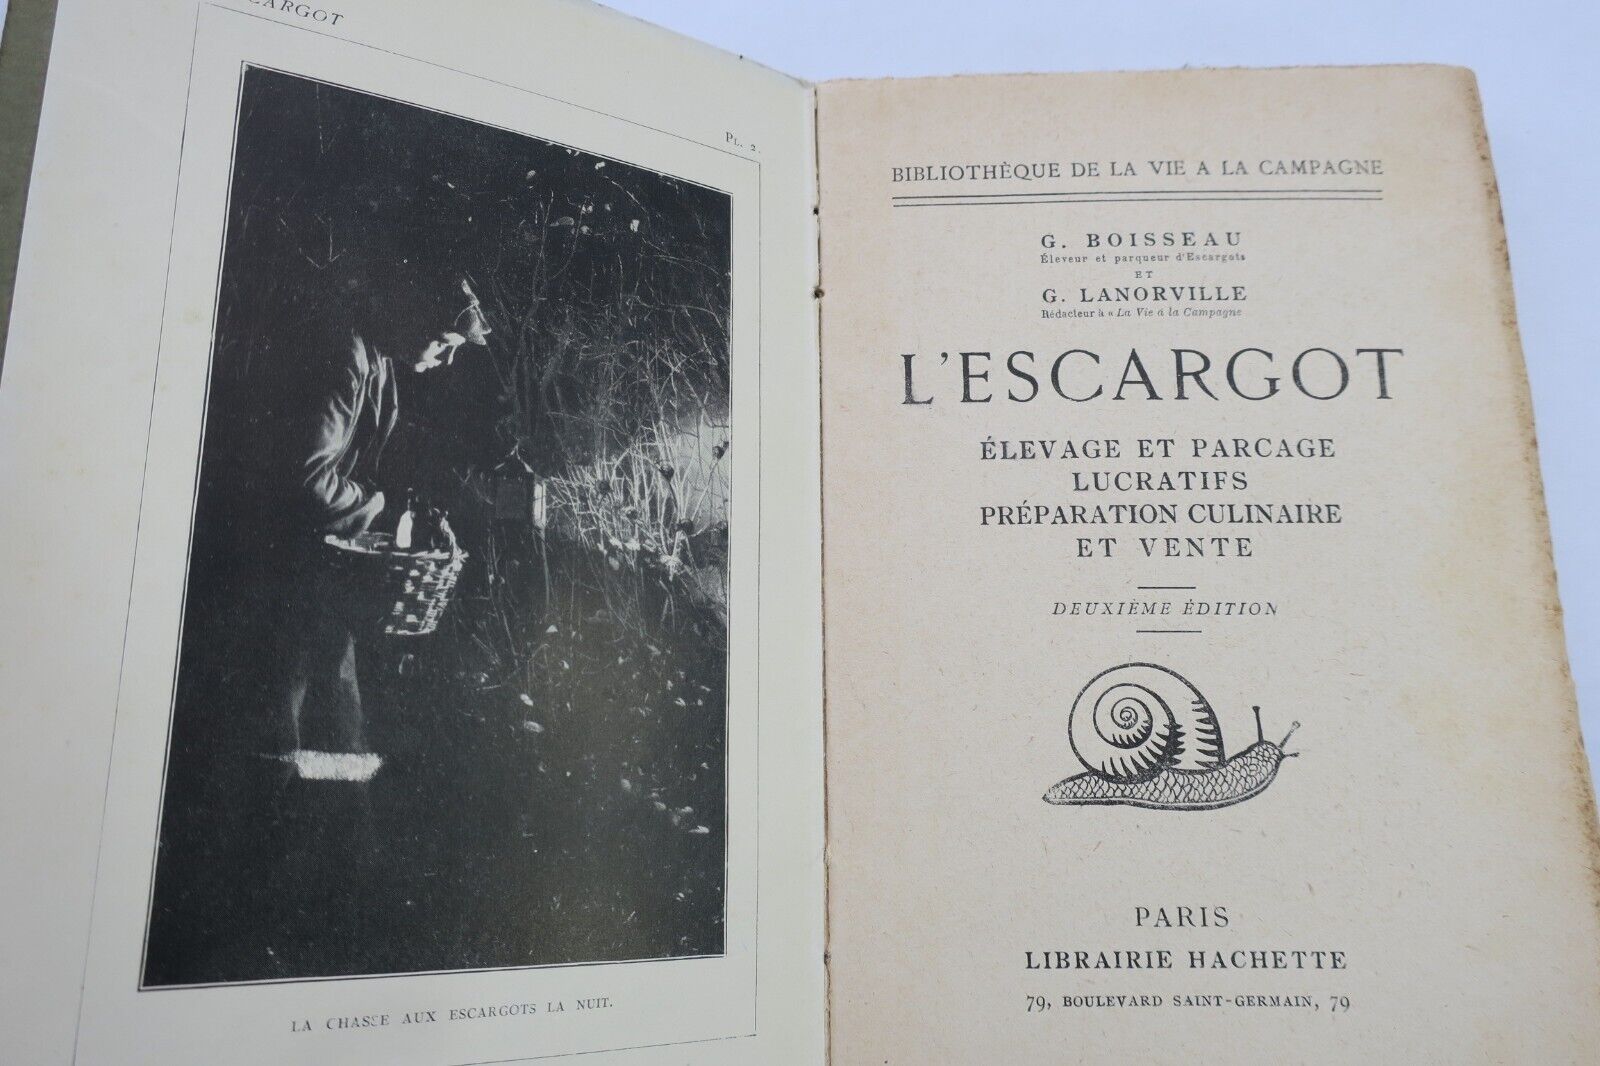 ESCARGOT
PL. 2.
LA CHASSE AUX ESCARGOTS LA NUIT.
BIBLIOTHÈQUE DE LA VIE A LA CAMPAGNE
G. BOISSEAU
Éleveur et parqueur d'Escargots
ET
G. LANORVILLE
Rédacteur à « La Vie à la Campagne
L'ESCARGOT
ÉLEVAGE ET PARCAGE
LUCRATIFS
PRÉPARATION CULINAIRE
ET VENTE
DEUXIÈME ÉDITION
PARIS
LIBRAIRIE HACHETTE
79, BOULEVARD SAINT-GERMAIN, 79